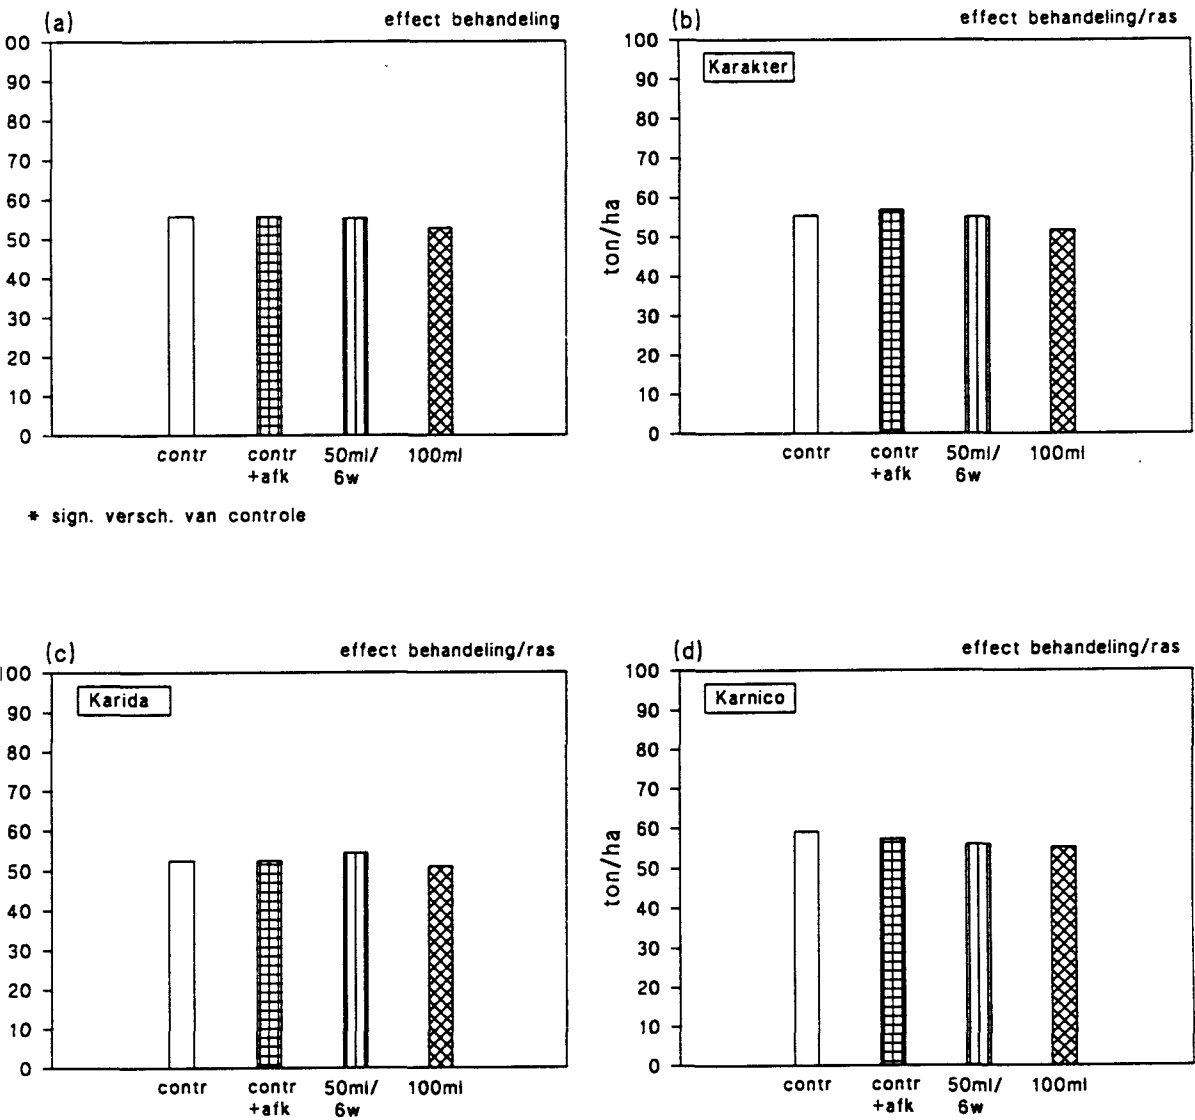 (a)
effect behandeling
00
90
80
70
60
50
40
30
20
10
0
contr
contr
+afk
50ml/
6w
100ml
* sign. versch. van controle
(b)
effect behandeling/ras
Karakter
ton/ha
100
90
80
70
60
50
40
30
20
10
0
contr
contr
+afk
50ml/
6w
100ml
(c)
effect behandeling/ras
Karida
100
90
80
70
60
50
40
30
20
10
0
contr
contr
+afk
50ml/
6w
100ml
(d)
effect behandeling/ras
Karnico
ton/ha
100
90
80
70
60
50
40
30
20
10
0
contr
contr
+afk
50ml/
6w
100ml